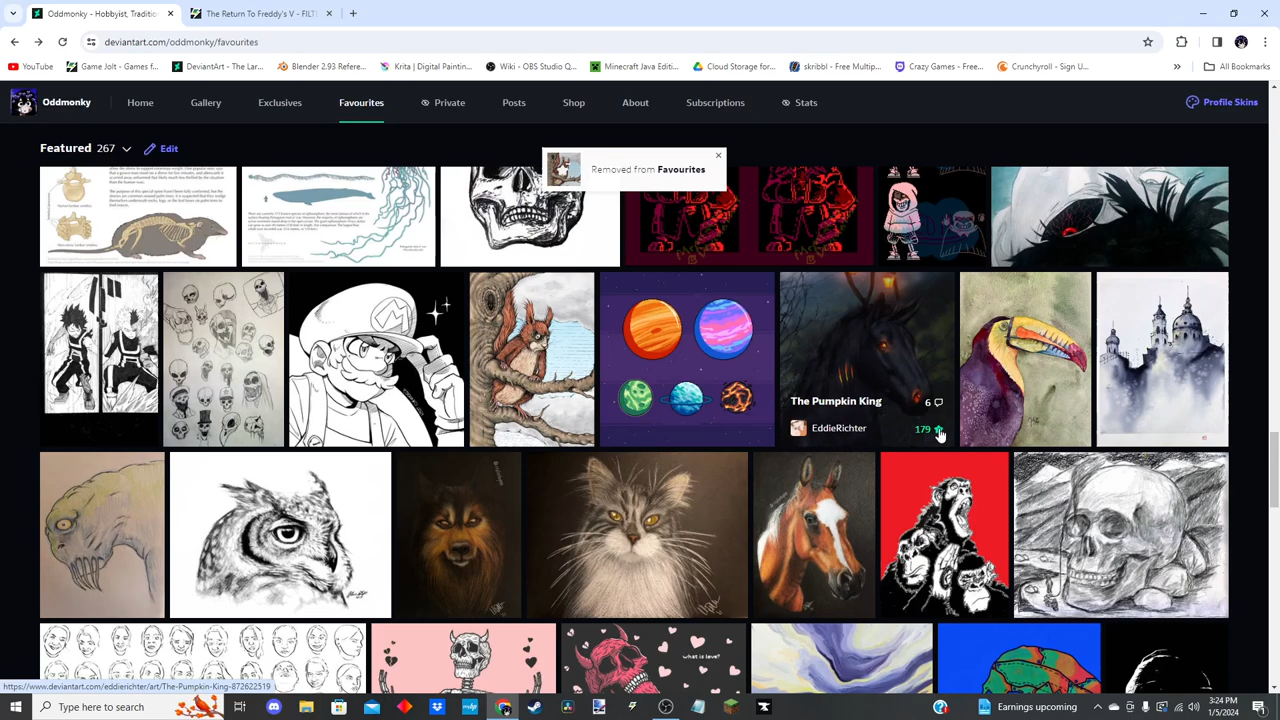 Oddmonky - Hobbyist, Traditio
The Return To Freddy's V - FILT
deviantart.com/oddmonky/favourites
YouTube
Game Jolt - Games f...
DeviantArt - The Lar...
Blender 2.93 Refere...
Krita | Digital Paintin...
Wiki - OBS Studio Q...
Minecraft Java Editi...
Cloud Storage for...
skribbl - Free Multip...
Crazy Games - Free...
Crunchyroll - Sign U...
All Bookmarks
Oddmonky
Home
Gallery
Exclusives
Favourites
Private
Posts
Shop
About
Subscriptions
Stats
Profile Skins
Featured 267
Edit
Removed from Favourites
M
The Pumpkin King
6
EddieRichter
179
what is love?
https://www.deviantart.com/eddierichter/art/The-Pumpkin-King-872622519
Type here to search
Earnings upcoming
3:24 PM
1/5/2024